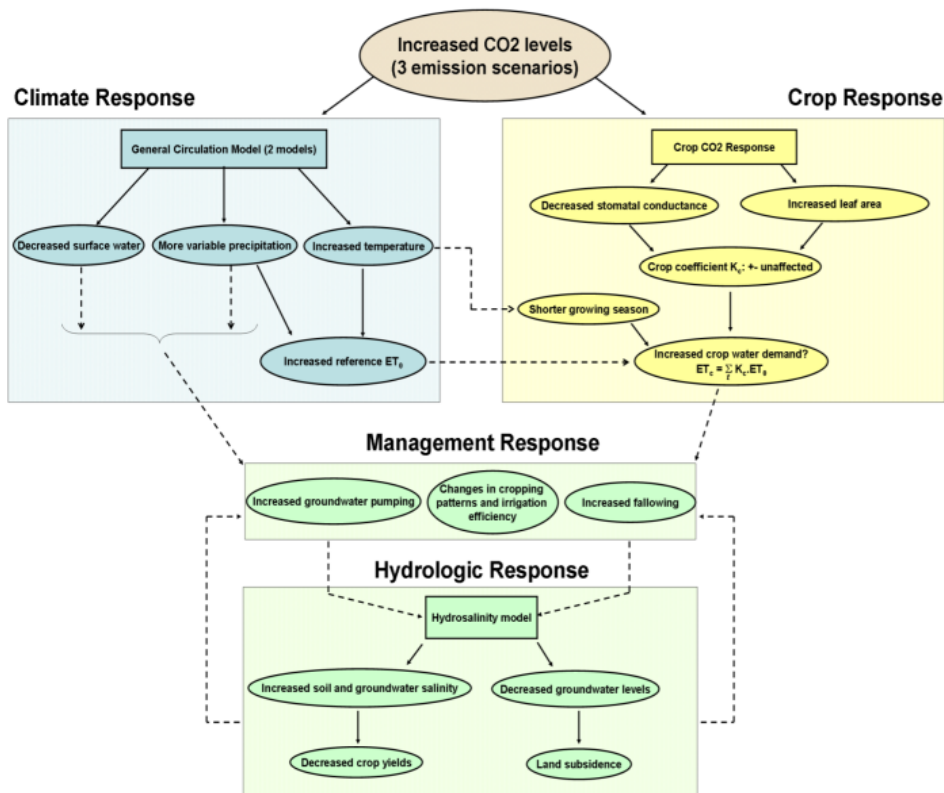 Increased CO2 levels
(3 emission scenarios)
Climate Response
Crop Response
General Circulation Model (2 models)
Decreased surface water
More variable precipitation
Increased temperature
Increased reference ET₀
Crop CO2 Response
Decreased stomatal conductance
Increased leaf area
Crop coefficient Kc: +- unaffected
Shorter growing season
Increased crop water demand?
ETc = ∑t Kc.ET₀
Management Response
Increased groundwater pumping
Changes in cropping
patterns and irrigation
efficiency
Increased fallowing
Hydrologic Response
Hydrosalinity model
Increased soil and groundwater salinity
Decreased groundwater levels
Decreased crop yields
Land subsidence